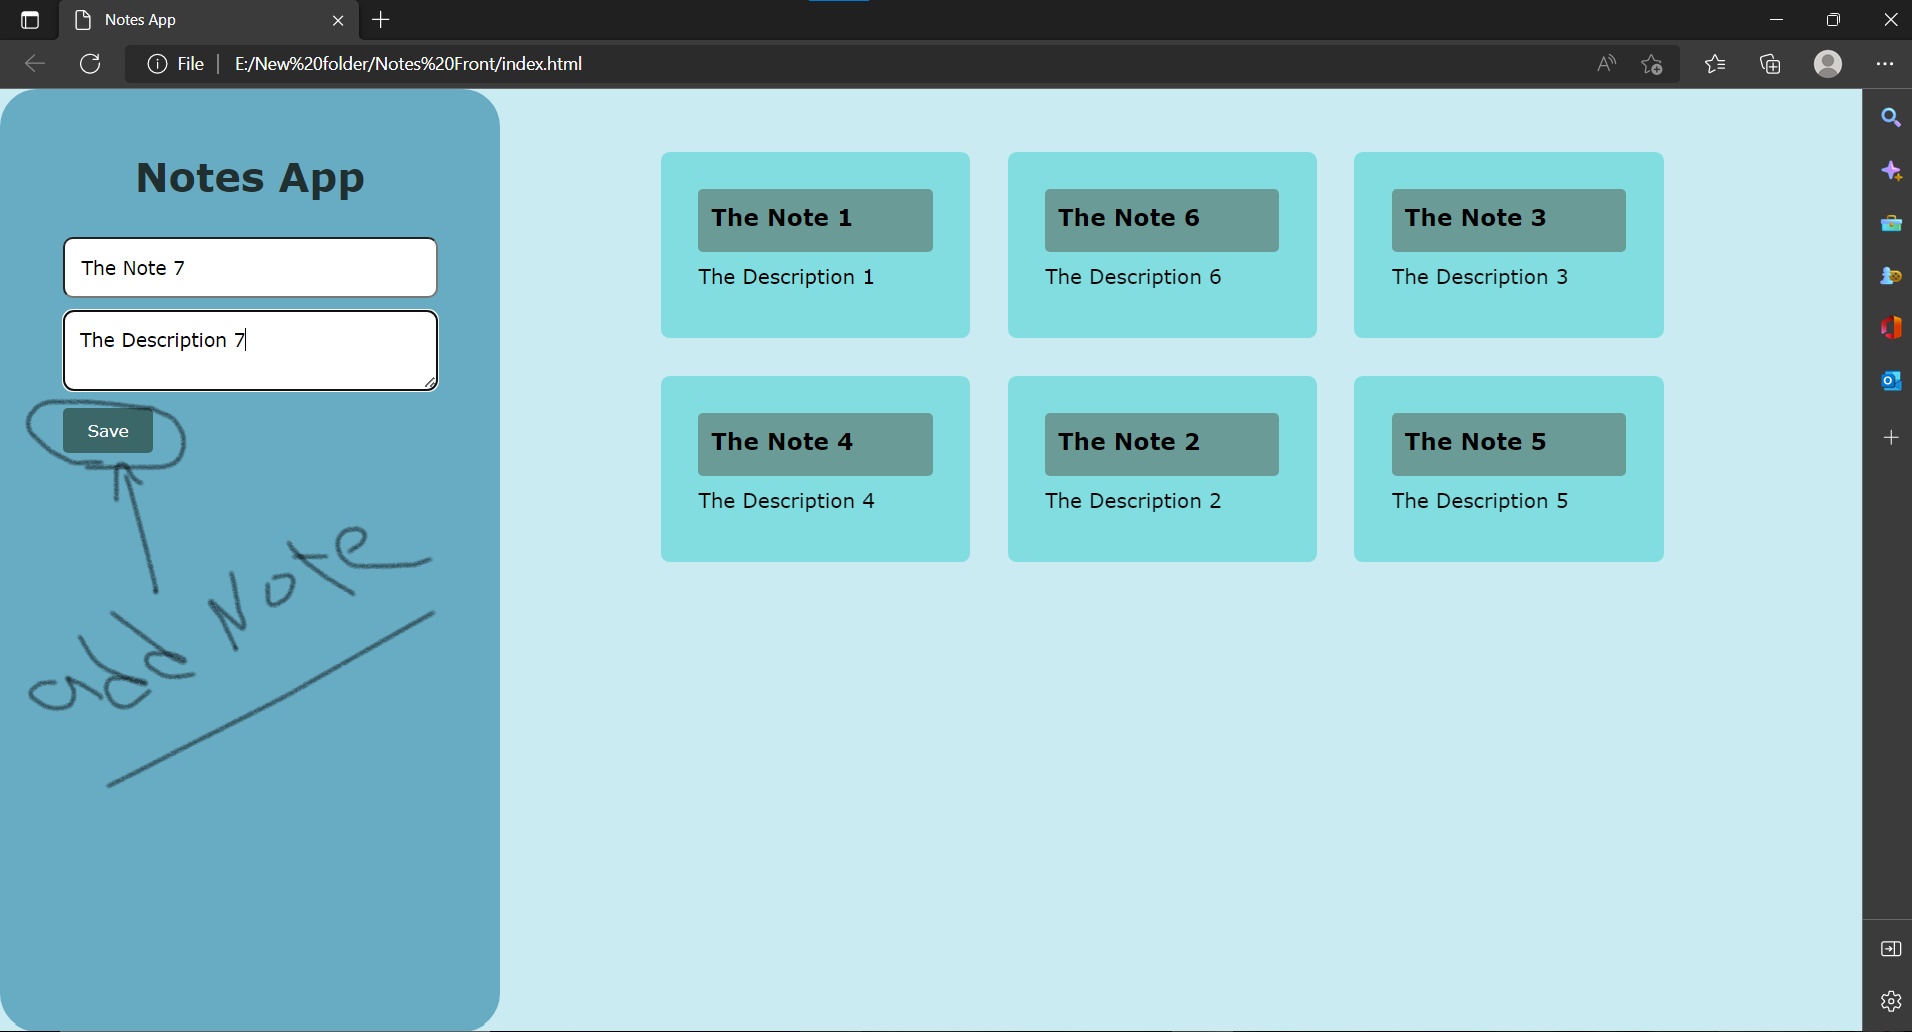 Notes App
File
E:/New%20folder/Notes%20Front/index.html
Notes App
The Note 7
The Description 7
Save
add Note
The Note 1
The Description 1
The Note 6
The Description 6
The Note 3
The Description 3
The Note 4
The Description 4
The Note 2
The Description 2
The Note 5
The Description 5